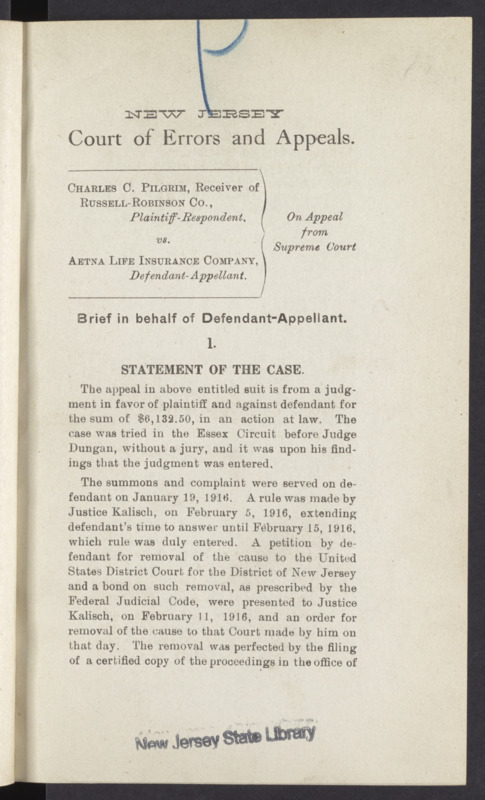 NEW JERSEY
Court of Errors and Appeals.
CHARLES C. PILGRIM, Receiver of
RUSSELL-ROBINSON CO.,
Plaintiff-Respondent,
vs.
AETNA LIFE INSURANCE COMPANY,
Defendant-Appellant.
On Appeal
from
Supreme Court
Brief in behalf of Defendant-Appellant.
1.
STATEMENT OF THE CASE.
The appeal in above entitled suit is from a judg-
ment in favor of plaintiff and against defendant for
the sum of $6,132.50, in an action at law. The
case was tried in the Essex Circuit before Judge
Dungan, without a jury, and it was upon his find-
ings that the judgment was entered.
The summons and complaint were served on de-
fendant on January 19, 1916. A rule was made by
Justice Kalisch, on February 5, 1916, extending
defendant's time to answer until February 15, 1916,
which rule was duly entered. A petition by de-
fendant for removal of the cause to the United
States District Court for the District of New Jersey
and a bond on such removal, as prescribed by the
Federal Judicial Code, were presented to Justice
Kalisch, on February 11, 1916, and an order for
removal of the cause to that Court made by him on
that day. The removal was perfected by the filing
of a certified copy of the proceedings in the office of
New Jersey State Library